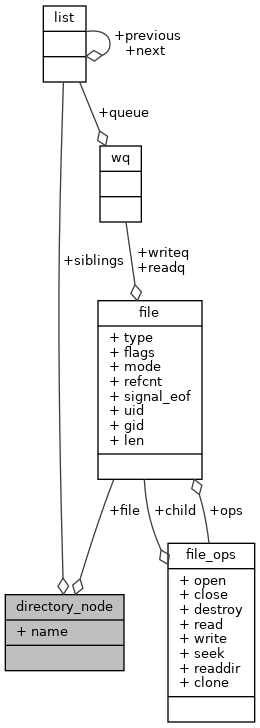 list
+previous
+next
+queue
wq
+siblings
+writeq
+readq
file
+ type
+ flags
+ mode
+ refcnt
+ signal_eof
+ uid
+ gid
+ len
+file
+child
+ops
file_ops
+ open
+ close
+ destroy
+ read
+ write
+ seek
+ readdir
+ clone
directory_node
+ name